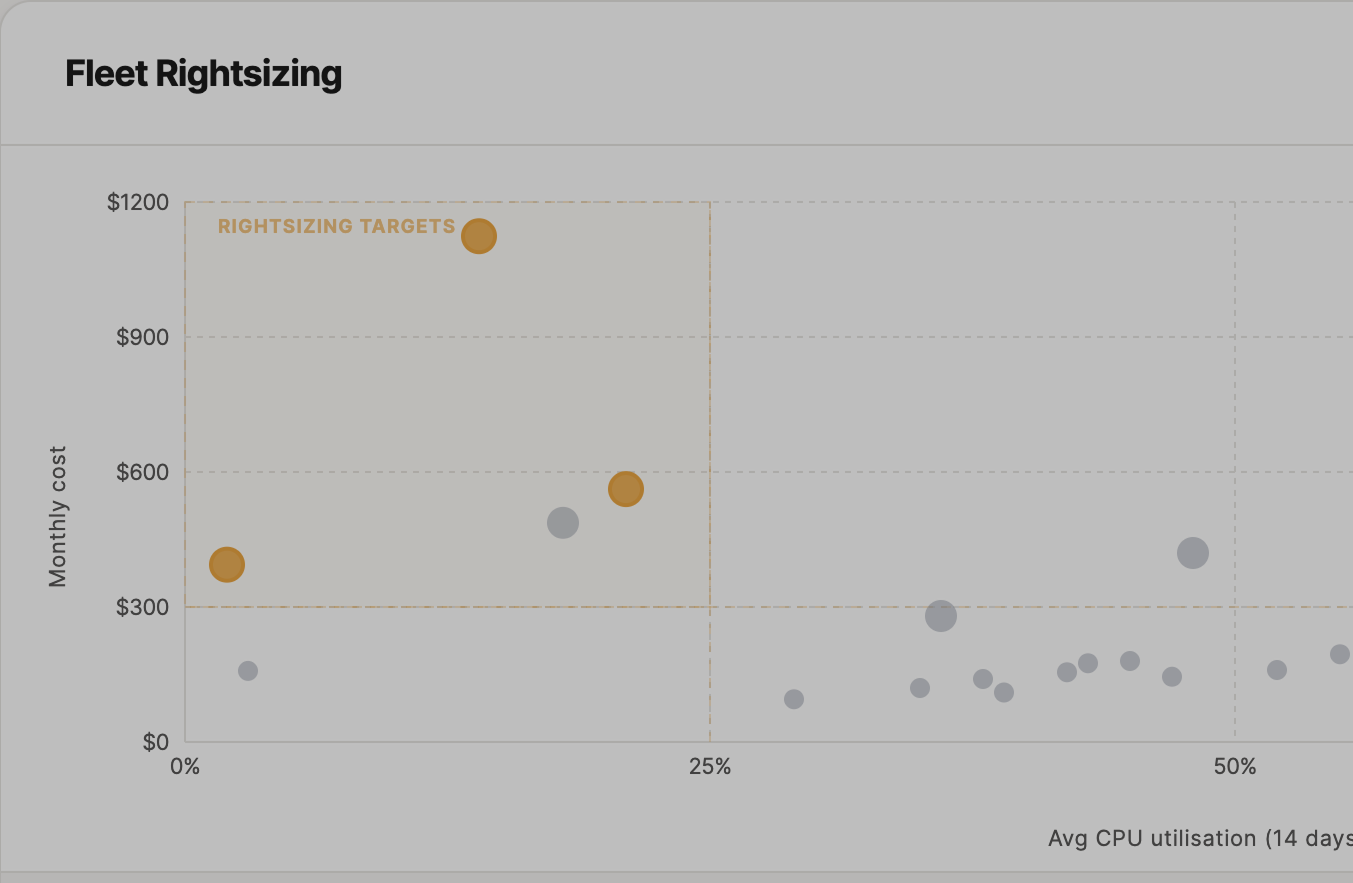 Fleet Rightsizing
$1200
RIGHTSIZING TARGETS
$900
$600
Monthly cost
$300
$0
0% 25% 50%
Avg CPU utilisation (14 days